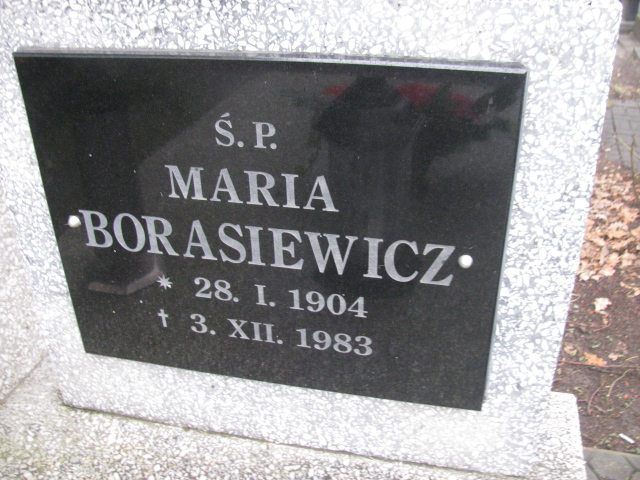 Ś. P.
MARIA
BORASIEWICZ
* 28. I. 1904
† 3. XII. 1983